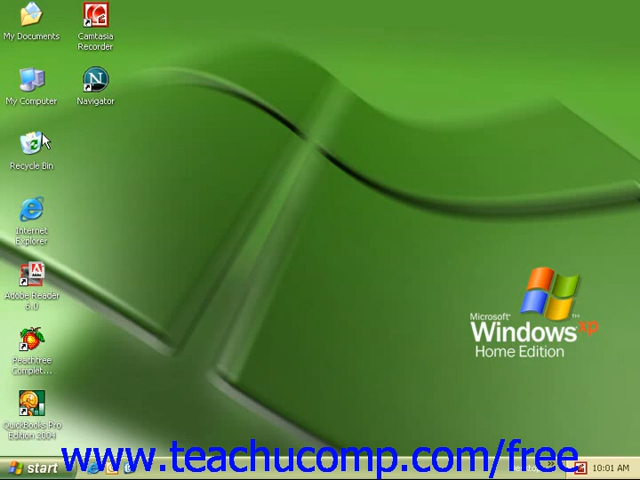 My Documents
Camtasia
Recorder
My Computer
Navigator
N
Recycle Bin
Internet
Explorer
Adobe Reader
6.0
Peachtree
Complet...
QuickBooks Pro
Edition 2004
Microsoft®
Windows xp
Home Edition
start
www.teachucomp.com/free
10:01 AM